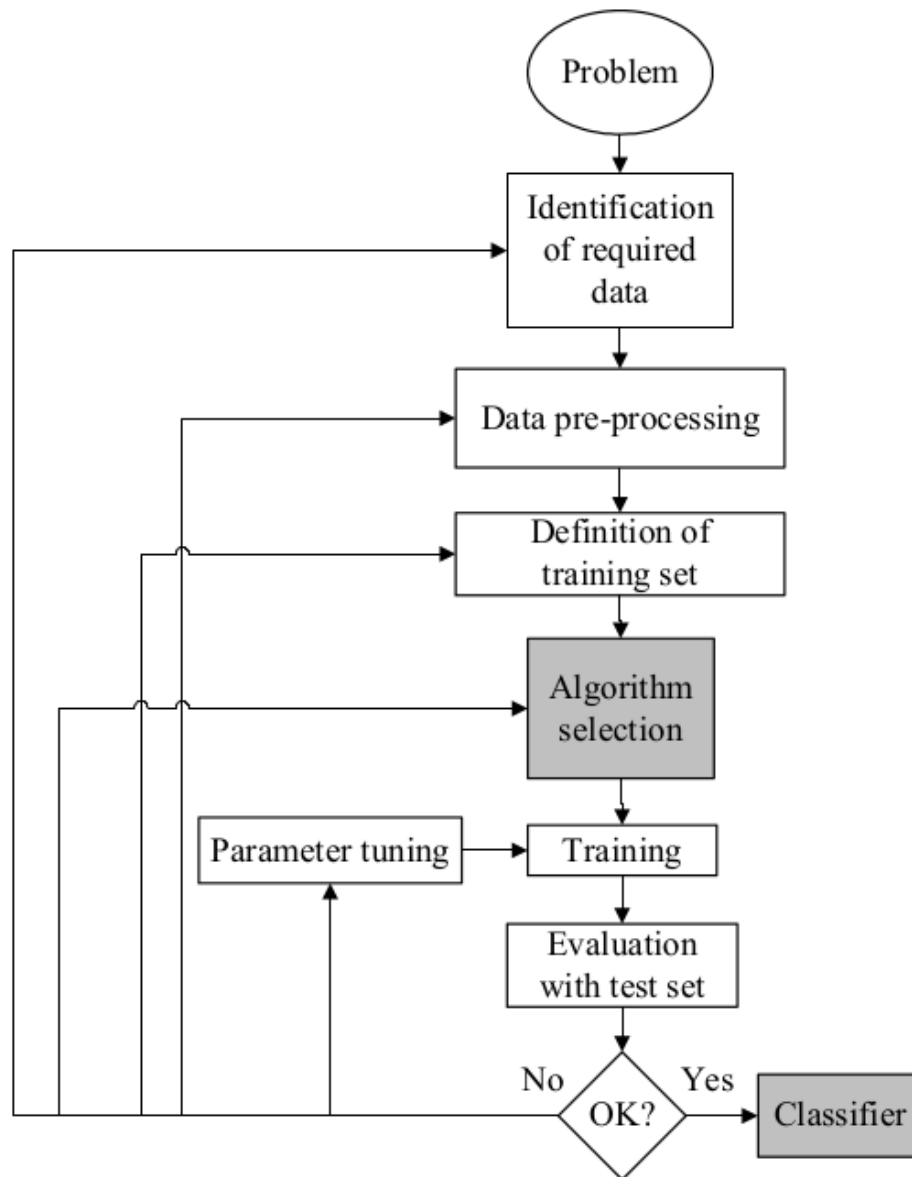 Problem
Identification
of required
data
Data pre-processing
Definition of
training set
Algorithm
selection
Parameter tuning
Training
Evaluation
with test set
No
Yes
OK?
Classifier